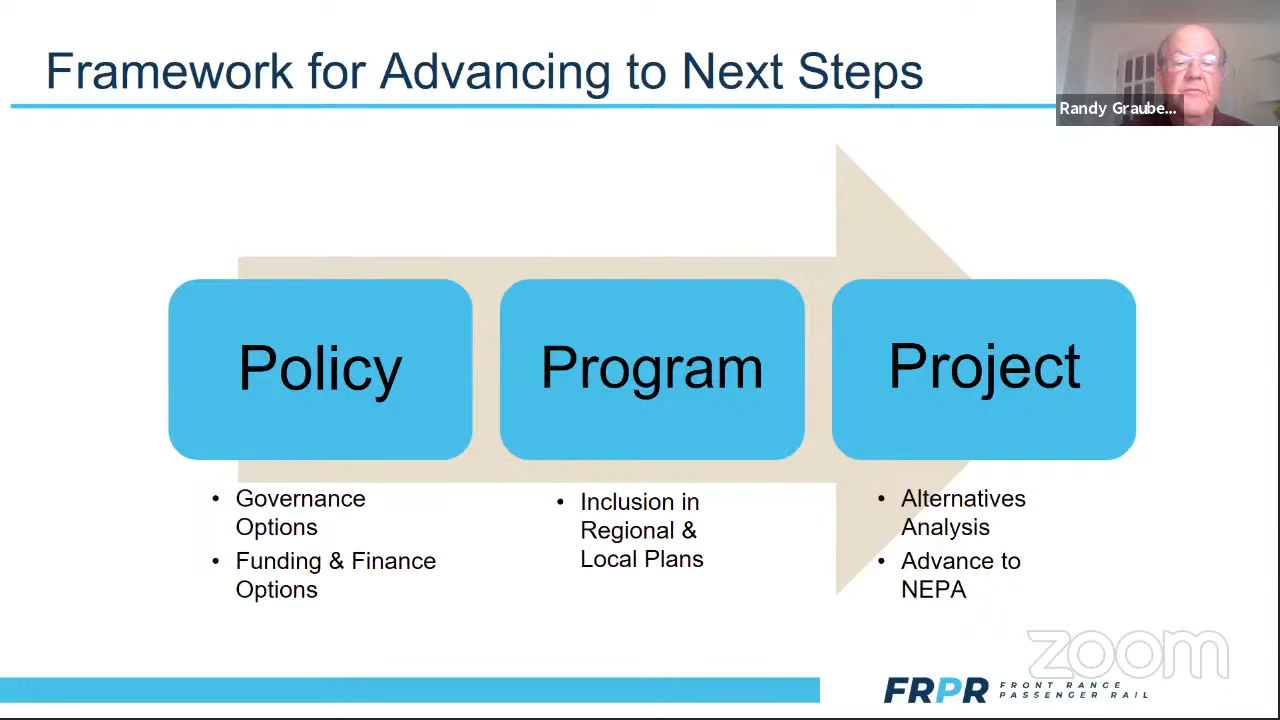 Framework for Advancing to Next Steps
Randy Graube...
Policy
Program
Project
• Governance
Options
• Funding & Finance
Options
• Inclusion in
Regional &
Local Plans
• Alternatives
Analysis
• Advance to
NEPA
zoom
FRPR FRONT RANGE
PASSENGER RAIL